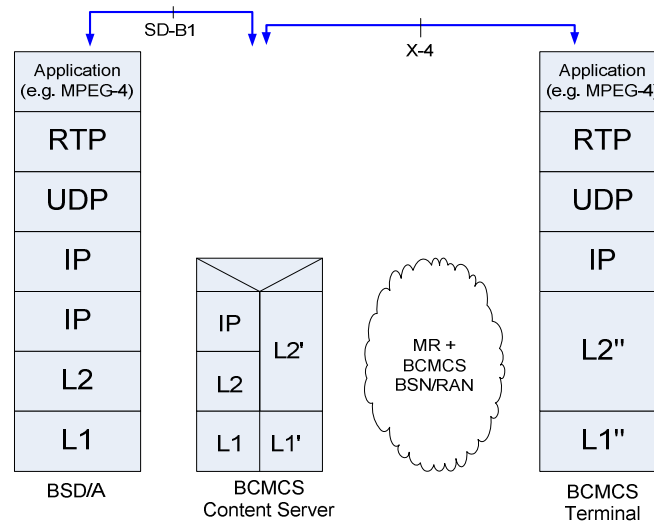 SD-B1
X-4
Application
(e.g. MPEG-4)
RTP
UDP
IP
IP
L2
L1
BSD/A
IP
L2
L1
L2'
L1'
BCMCS
Content Server
MR +
BCMCS
BSN/RAN
Application
(e.g. MPEG-4)
RTP
UDP
IP
L2"
L1"
BCMCS
Terminal